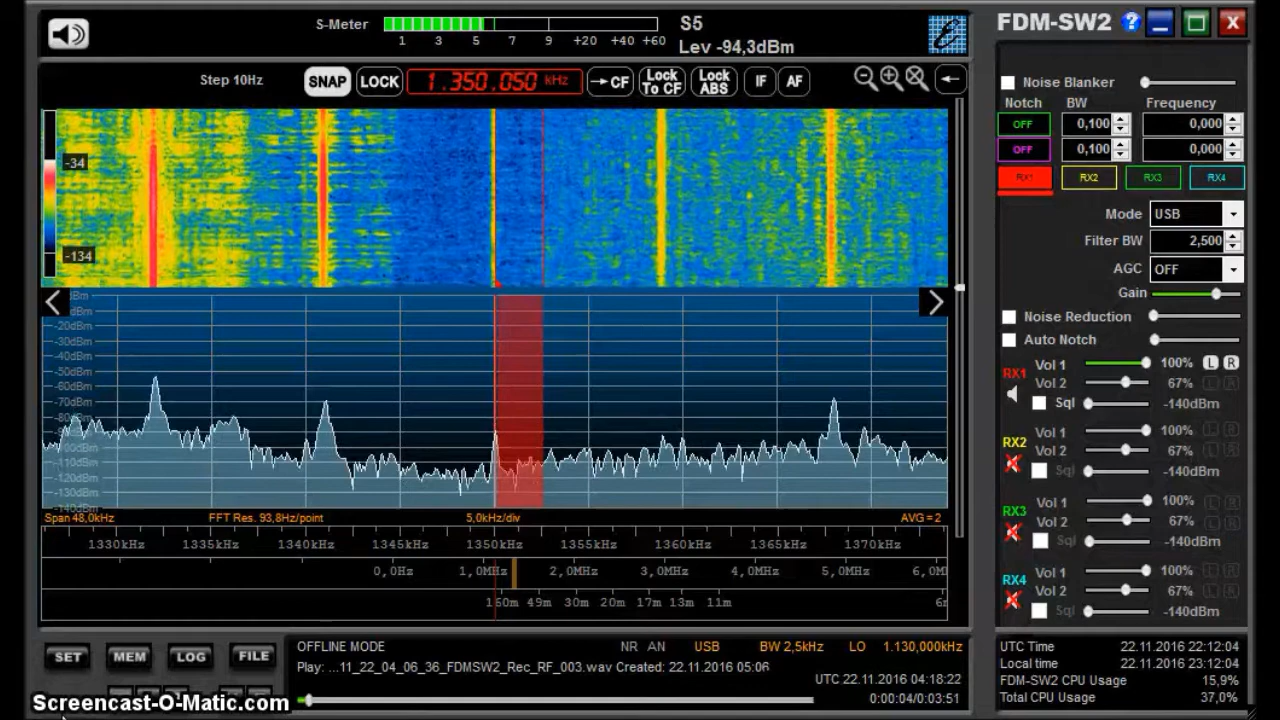 S-Meter
1 3 5 7 9 +20 +40 +60
S5
Lev -94,3dBm
FDM-SW2 ?
Step 10Hz
SNAP LOCK 1.350.050 kHz →CF Lock To CF Lock ABS IF AF
-34
-134
-20dBm
-30dBm
-40dBm
-50dBm
-60dBm
-70dBm
-80dBm
-90dBm
-100dBm
-110dBm
-120dBm
-130dBm
Span 48,0kHz FFT Res. 93,8Hz/point 5,0kHz/div AVG=2
1330kHz 1335kHz 1340kHz 1345kHz 1350kHz 1355kHz 1360kHz 1365kHz 1370kHz
0,0Hz 1,0MHz 2,0MHz 3,0MHz 4,0MHz 5,0MHz
160m 49m 30m 20m 17m 13m 11m
SET MEM LOG FILE
OFFLINE MODE NR AN USB BW 2,5kHz LO 1.130,000kHz
Play: ...11_22_04_06_36_FDMSW2_Rec_RF_003.wav Created: 22.11.2016 05:06
UTC 22.11.2016 04:18:22
0:00:04/0:03:51
Screencast-O-Matic.com
Noise Blanker
Notch BW Frequency
OFF 0,100 0,000
OFF 0,100 0,000
RX1 RX2 RX3 RX4
Mode USB
Filter BW 2,500
AGC OFF
Gain
Noise Reduction
Auto Notch
RX1 Vol 1 100% L R
Vol 2 67% L R
Sql -140dBm
RX2 Vol 1 100% L R
Vol 2 67% L R
Sql -140dBm
RX3 Vol 1 100% L R
Vol 2 67% L R
Sql -140dBm
RX4 Vol 1 100% L R
Vol 2 67% L R
Sql -140dBm
UTC Time 22.11.2016 22:12:04
Local time 22.11.2016 23:12:04
FDM-SW2 CPU Usage 15,9%
Total CPU Usage 37,0%